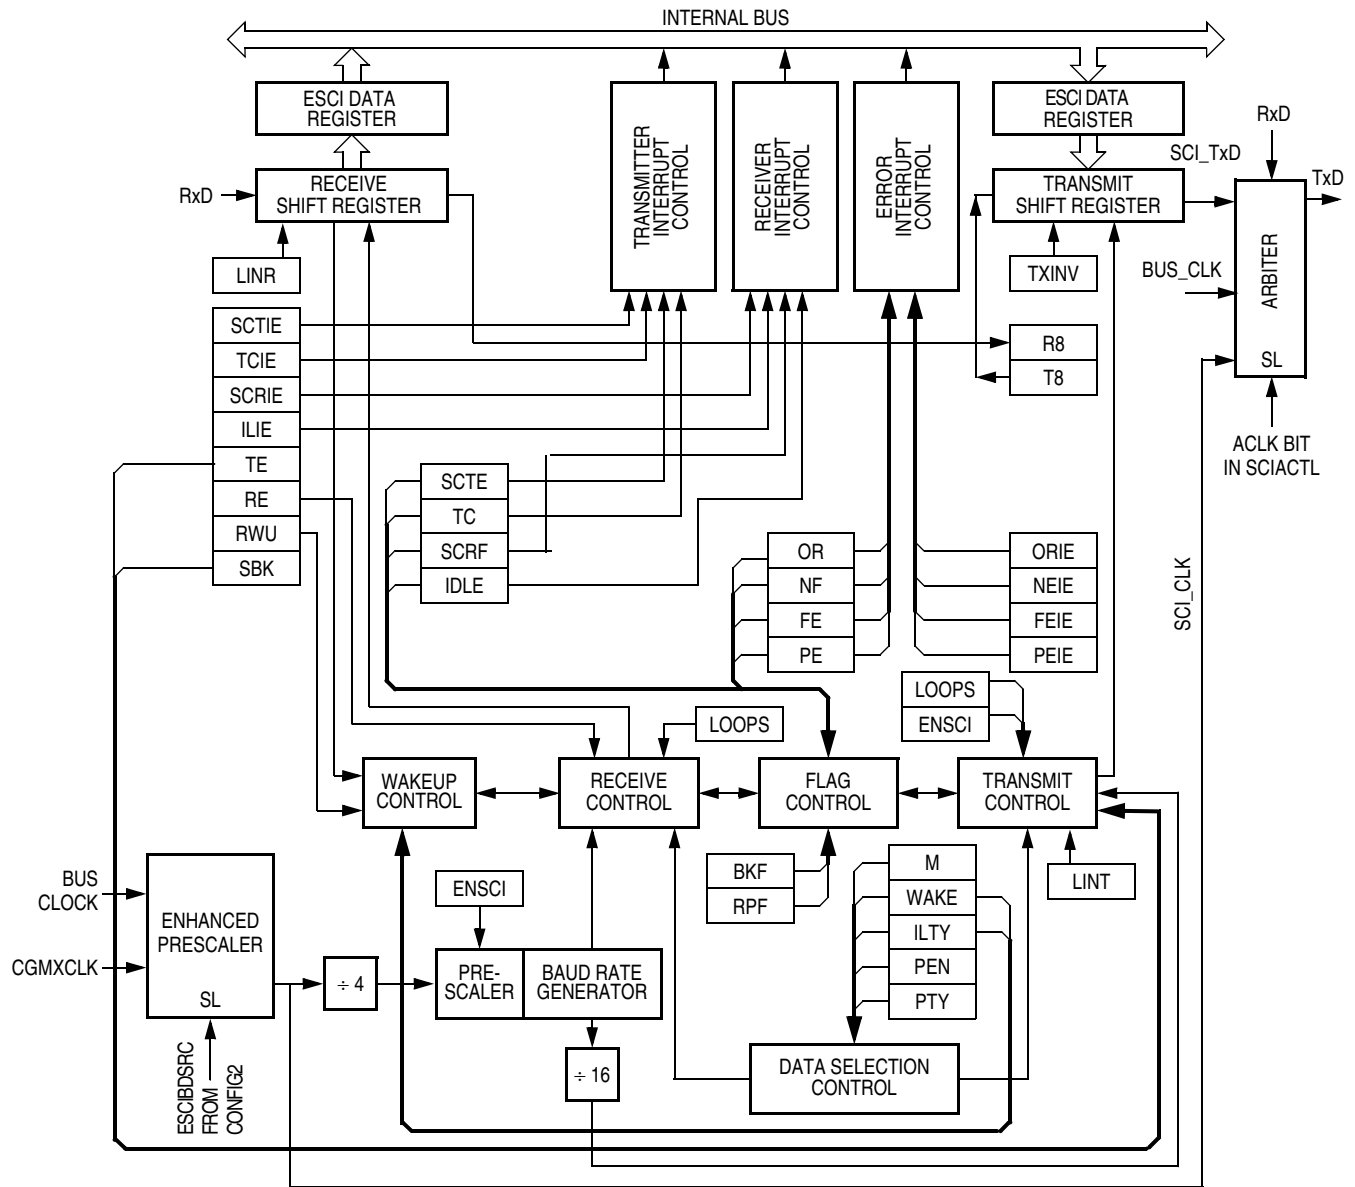 INTERNAL BUS
ESCI DATA
REGISTER
RECEIVE
SHIFT REGISTER
RxD
LINR
TRANSMITTER
INTERRUPT
CONTROL
RECEIVER
INTERRUPT
CONTROL
ERROR
INTERRUPT
CONTROL
ESCI DATA
REGISTER
TRANSMIT
SHIFT REGISTER
TXINV
SCI_TxD
RxD
TxD
BUS_CLK
ARBITER
SL
ACLK BIT
IN SCIACTL
R8
T8
SCTIE
TCIE
SCRIE
ILIE
TE
RE
RWU
SBK
SCTE
TC
SCRF
IDLE
OR
NF
FE
PE
ORIE
NEIE
FEIE
PEIE
SCI_CLK
LOOPS
LOOPS
ENSCI
WAKEUP
CONTROL
RECEIVE
CONTROL
FLAG
CONTROL
TRANSMIT
CONTROL
BKF
RPF
M
WAKE
ILTY
PEN
PTY
LINT
BUS
CLOCK
CGMXCLK
ENHANCED
PRESCALER
SL
ESCIBDSRC
FROM
CONFIG2
÷ 4
ENSCI
PRE-
SCALER
BAUD RATE
GENERATOR
÷ 16
DATA SELECTION
CONTROL